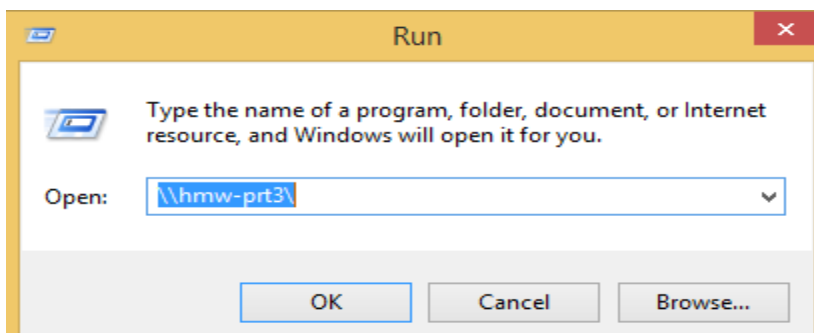 Run
Type the name of a program, folder, document, or Internet
resource, and Windows will open it for you.
Open: \\hmw-prt3\
OK Cancel Browse...